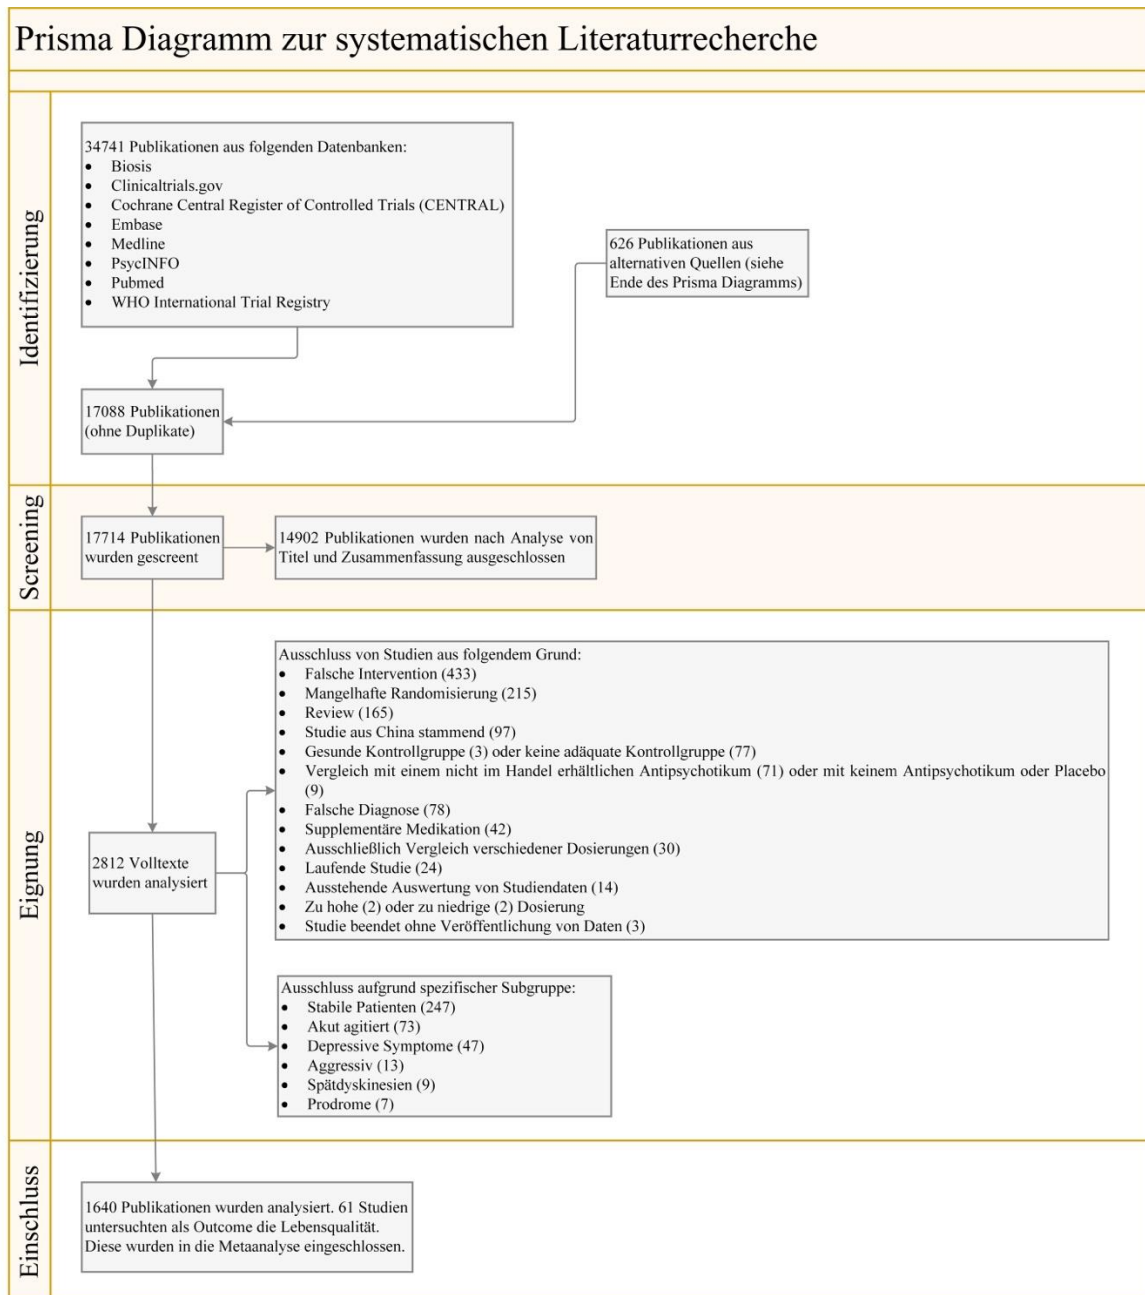 Prisma Diagramm zur systematischen Literaturrecherche
Identifizierung
34741 Publikationen aus folgenden Datenbanken:
• Biosis
• Clinicaltrials.gov
• Cochrane Central Register of Controlled Trials (CENTRAL)
• Embase
• Medline
• PsycINFO
• Pubmed
• WHO International Trial Registry
626 Publikationen aus
alternativen Quellen (siehe
Ende des Prisma Diagramms)
17088 Publikationen
(ohne Duplikate)
Screening
17714 Publikationen
wurden gescreent
14902 Publikationen wurden nach Analyse von
Titel und Zusammenfassung ausgeschlossen
Eignung
2812 Volltexte
wurden analysiert
Ausschluss von Studien aus folgendem Grund:
• Falsche Intervention (433)
• Mangelhafte Randomisierung (215)
• Review (165)
• Studie aus China stammend (97)
• Gesunde Kontrollgruppe (3) oder keine adäquate Kontrollgruppe (77)
• Vergleich mit einem nicht im Handel erhältlichen Antipsychotikum (71) oder mit keinem Antipsychotikum oder Placebo
(9)
• Falsche Diagnose (78)
• Supplementäre Medikation (42)
• Ausschließlich Vergleich verschiedener Dosierungen (30)
• Laufende Studie (24)
• Ausstehende Auswertung von Studiendaten (14)
• Zu hohe (2) oder zu niedrige (2) Dosierung
• Studie beendet ohne Veröffentlichung von Daten (3)
Ausschluss aufgrund spezifischer Subgruppe:
• Stabile Patienten (247)
• Akut agitiert (73)
• Depressive Symptome (47)
• Aggressiv (13)
• Spätdyskinesien (9)
• Prodrome (7)
Einschluss
1640 Publikationen wurden analysiert. 61 Studien
untersuchten als Outcome die Lebensqualität.
Diese wurden in die Metaanalyse eingeschlossen.